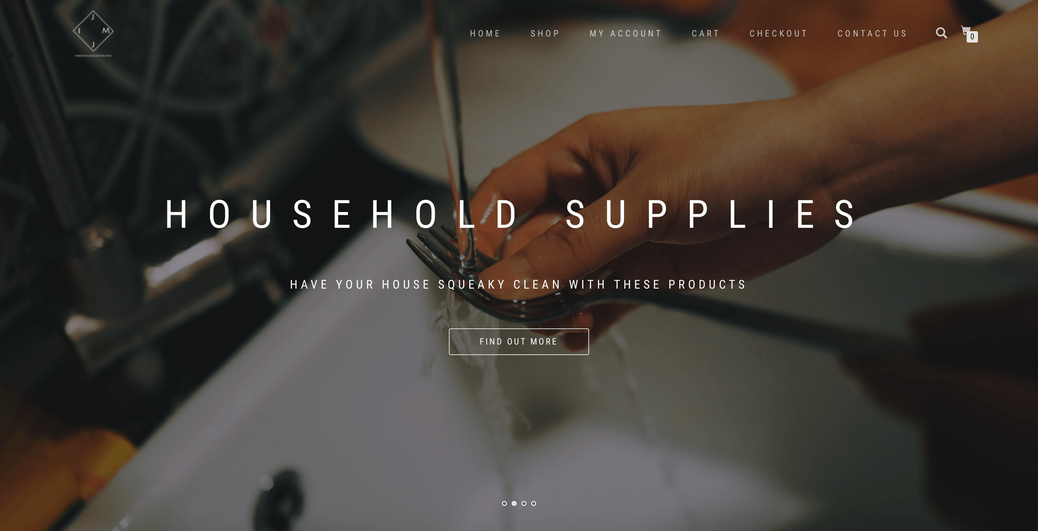 J
I M
J
HOME SHOP MY ACCOUNT CART CHECKOUT CONTACT US 0
HOUSEHOLD SUPPLIES
HAVE YOUR HOUSE SQUEAKY CLEAN WITH THESE PRODUCTS
FIND OUT MORE